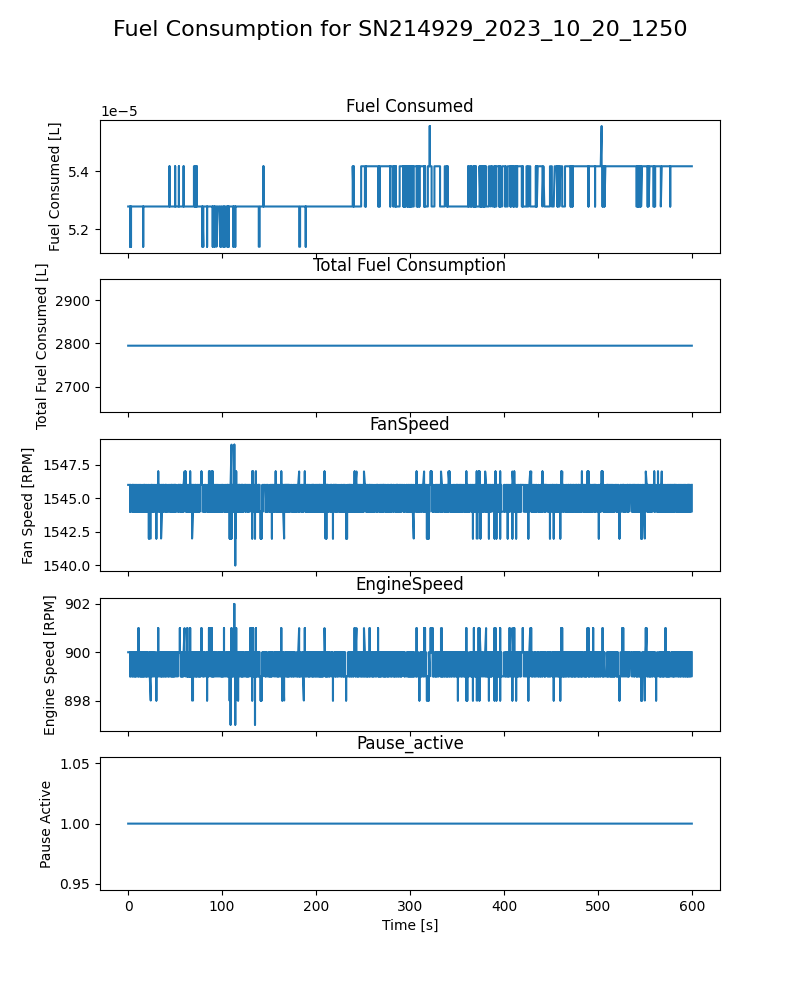 Fuel Consumption for SN214929_2023_10_20_1250
Fuel Consumed
1e−5
Fuel Consumed [L]
5.4
5.2
Total Fuel Consumption
Total Fuel Consumed [L]
2900
2800
2700
FanSpeed
Fan Speed [RPM]
1547.5
1545.0
1542.5
1540.0
EngineSpeed
Engine Speed [RPM]
902
900
898
Pause_active
Pause Active
1.05
1.00
0.95
0 100 200 300 400 500 600
Time [s]